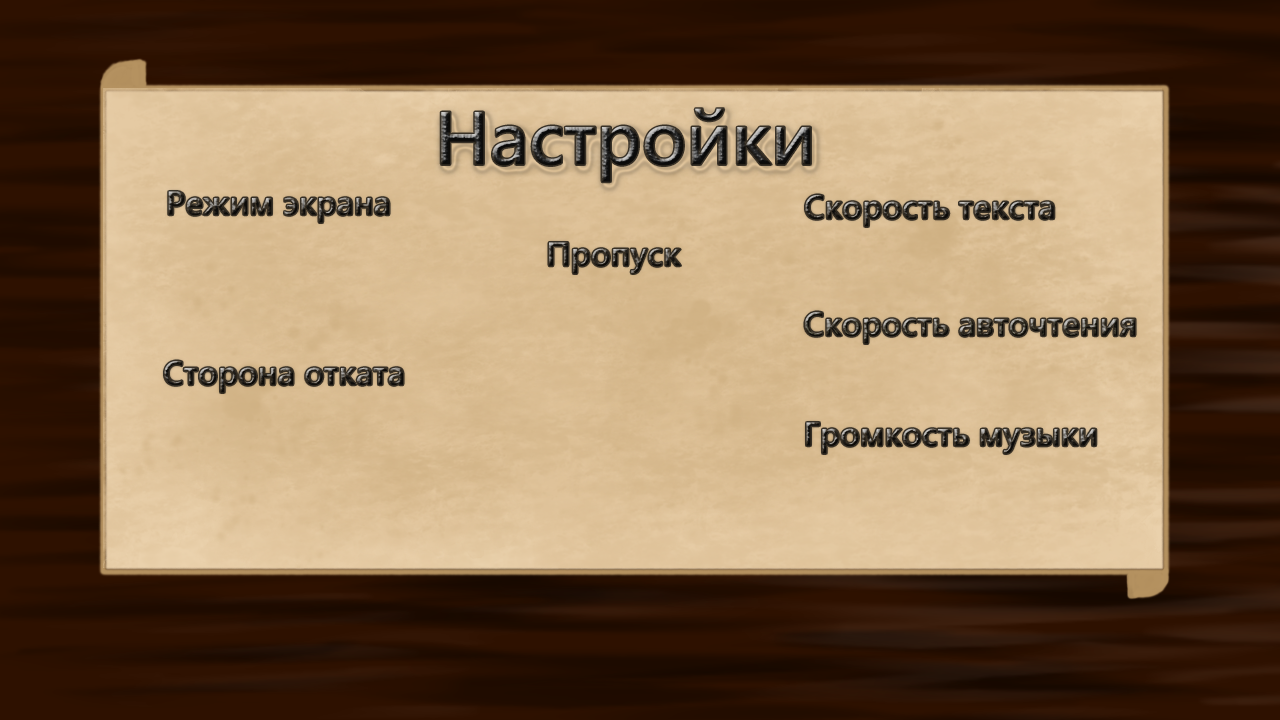 Настройки
Режим экрана
Скорость текста
Пропуск
Скорость авточтения
Сторона отката
Громкость музыки